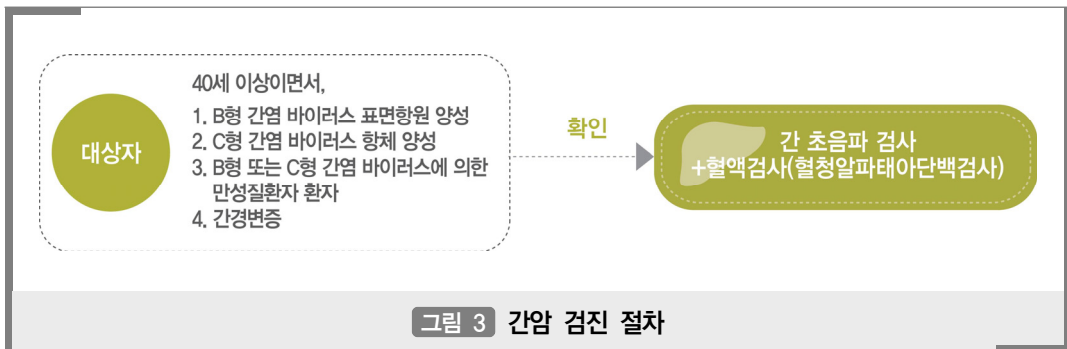 대상자
40세 이상이면서,
1. B형 간염 바이러스 표면항원 양성
2. C형 간염 바이러스 항체 양성
3. B형 또는 C형 간염 바이러스에 의한
만성질환자 환자
4. 간경변증
확인
간 초음파 검사
+혈액검사(혈청알파태아단백검사)
그림 3 간암 검진 절차